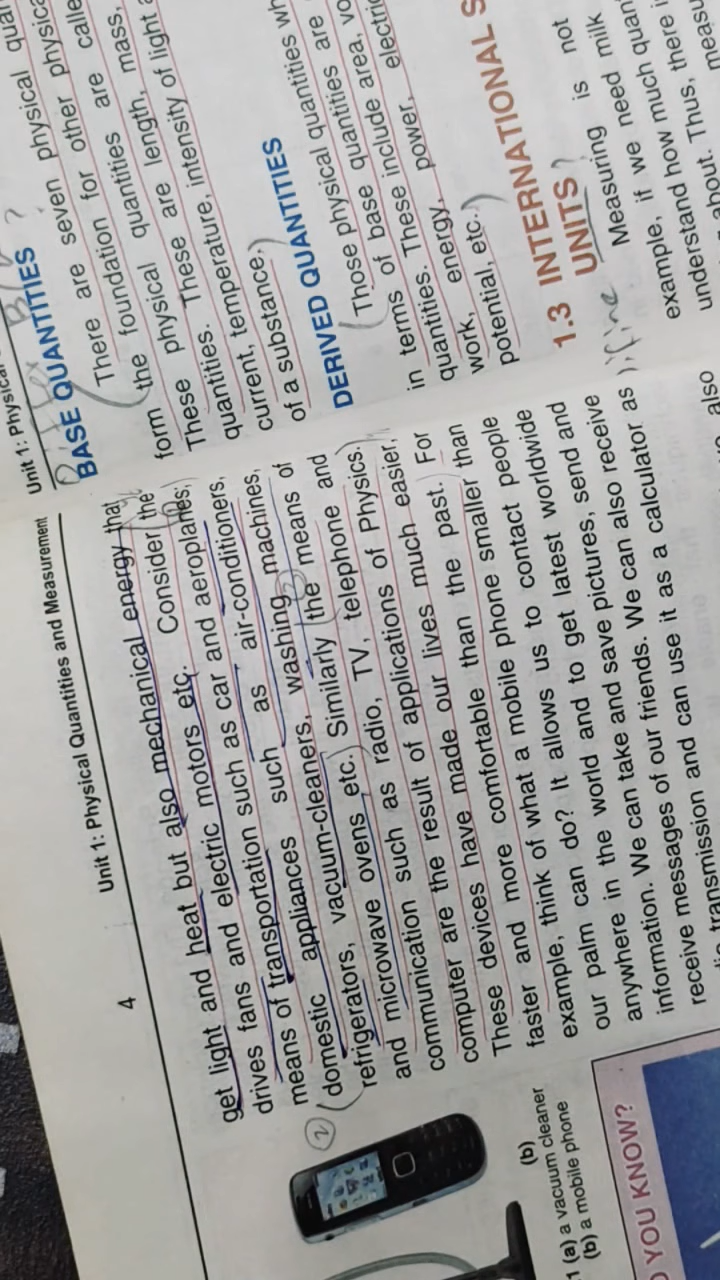 4
Unit 1: Physical Quantities and Measurement
get light and heat but also mechanical energy that
drives fans and electric motors etc. Consider the
means of transportation such as car and aeroplanes;
domestic appliances such as air-conditioners,
refrigerators, vacuum-cleaners, washing machines,
and microwave ovens etc. Similarly the means of
communication such as radio, TV, telephone and
computer are the result of applications of Physics.
These devices have made our lives much easier,
faster and more comfortable than the past. For
example, think of what a mobile phone smaller than
our palm can do? It allows us to contact people
anywhere in the world and to get latest worldwide
information. We can take and save pictures, send and
receive messages of our friends. We can also receive
transmission and can use it as a calculator as
also
2
(b)
1 (a) a vacuum cleaner
(b) a mobile phone
YOU KNOW?
Unit 1: Physical
BASE QUANTITIES ?
There are seven physical
form the foundation for other physical
These physical quantities are
quantities. These are length, mass,
current, temperature, intensity of light
of a substance.)
DERIVED QUANTITIES
(Those physical quantities
in terms of base quantities are
quantities. These include area,
work, energy, power,
potential, etc.)
1.3 INTERNATIONAL
UNITS ?
Measuring is not
example, if we need milk
understand how much
about. Thus, there